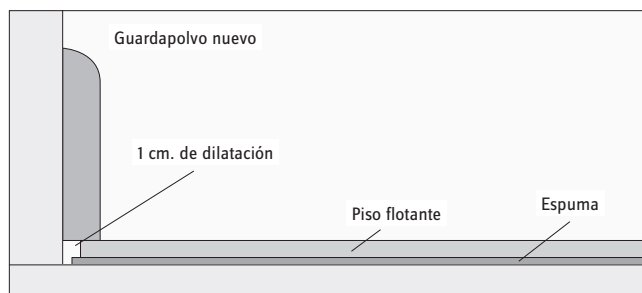 Guardapolvo nuevo
1 cm. de dilatación
Piso flotante
Espuma